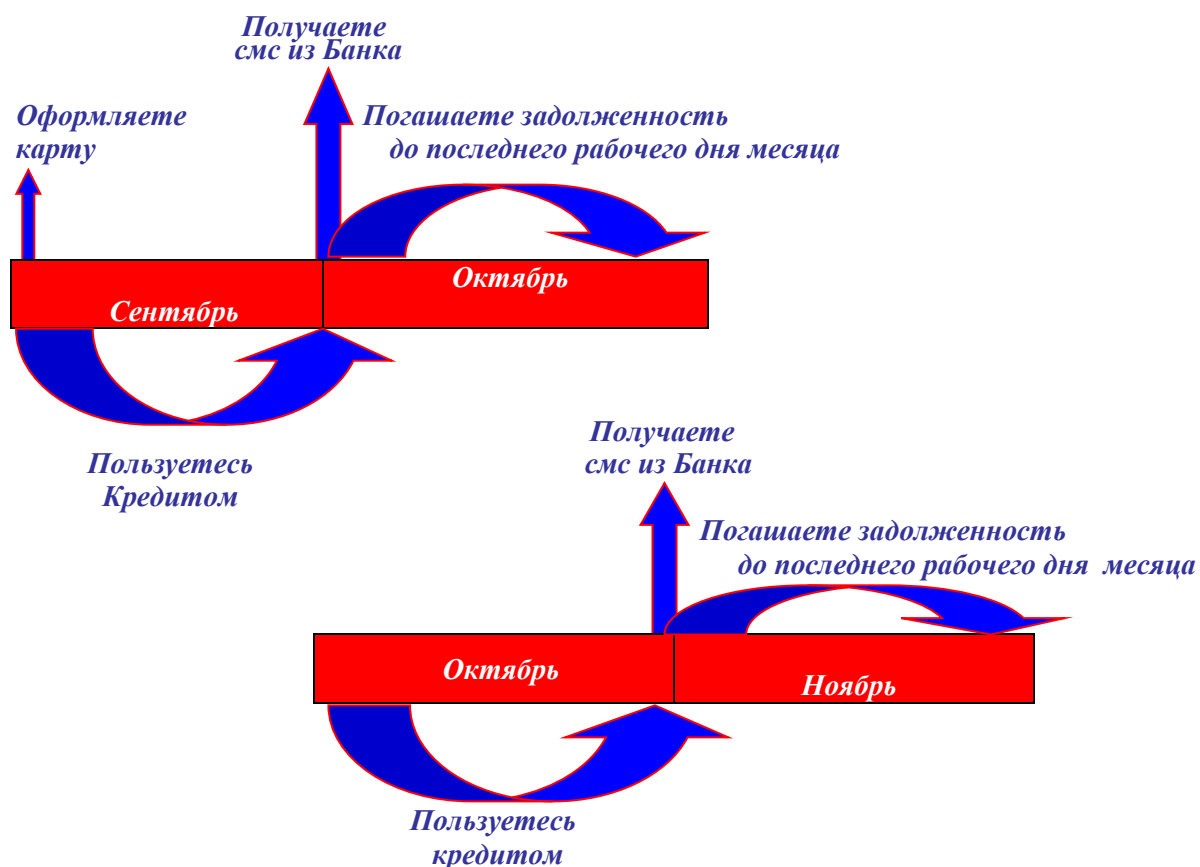 Получаете
смс из Банка
Оформляете
карту
Погашаете задолженность
до последнего рабочего дня месяца
Октябрь
Сентябрь
Пользуетесь
Кредитом
Получаете
смс из Банка
Погашаете задолженность
до последнего рабочего дня месяца
Октябрь
Ноябрь
Пользуетесь
кредитом